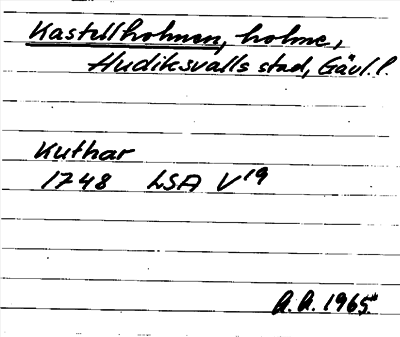 Kastellholmen, holme,
Hudiksvalls stad, Gävl. l.
Kuthar
1748 LSA V19
A. A. 1965